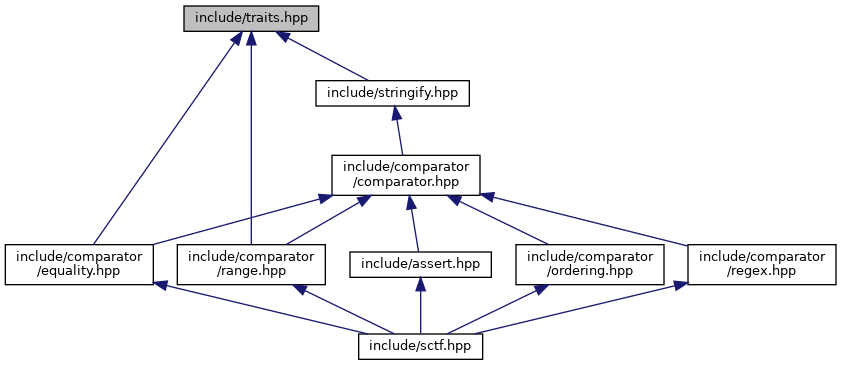 include/traits.hpp
include/stringify.hpp
include/comparator
/comparator.hpp
include/comparator
/equality.hpp
include/comparator
/range.hpp
include/assert.hpp
include/comparator
/ordering.hpp
include/comparator
/regex.hpp
include/sctf.hpp